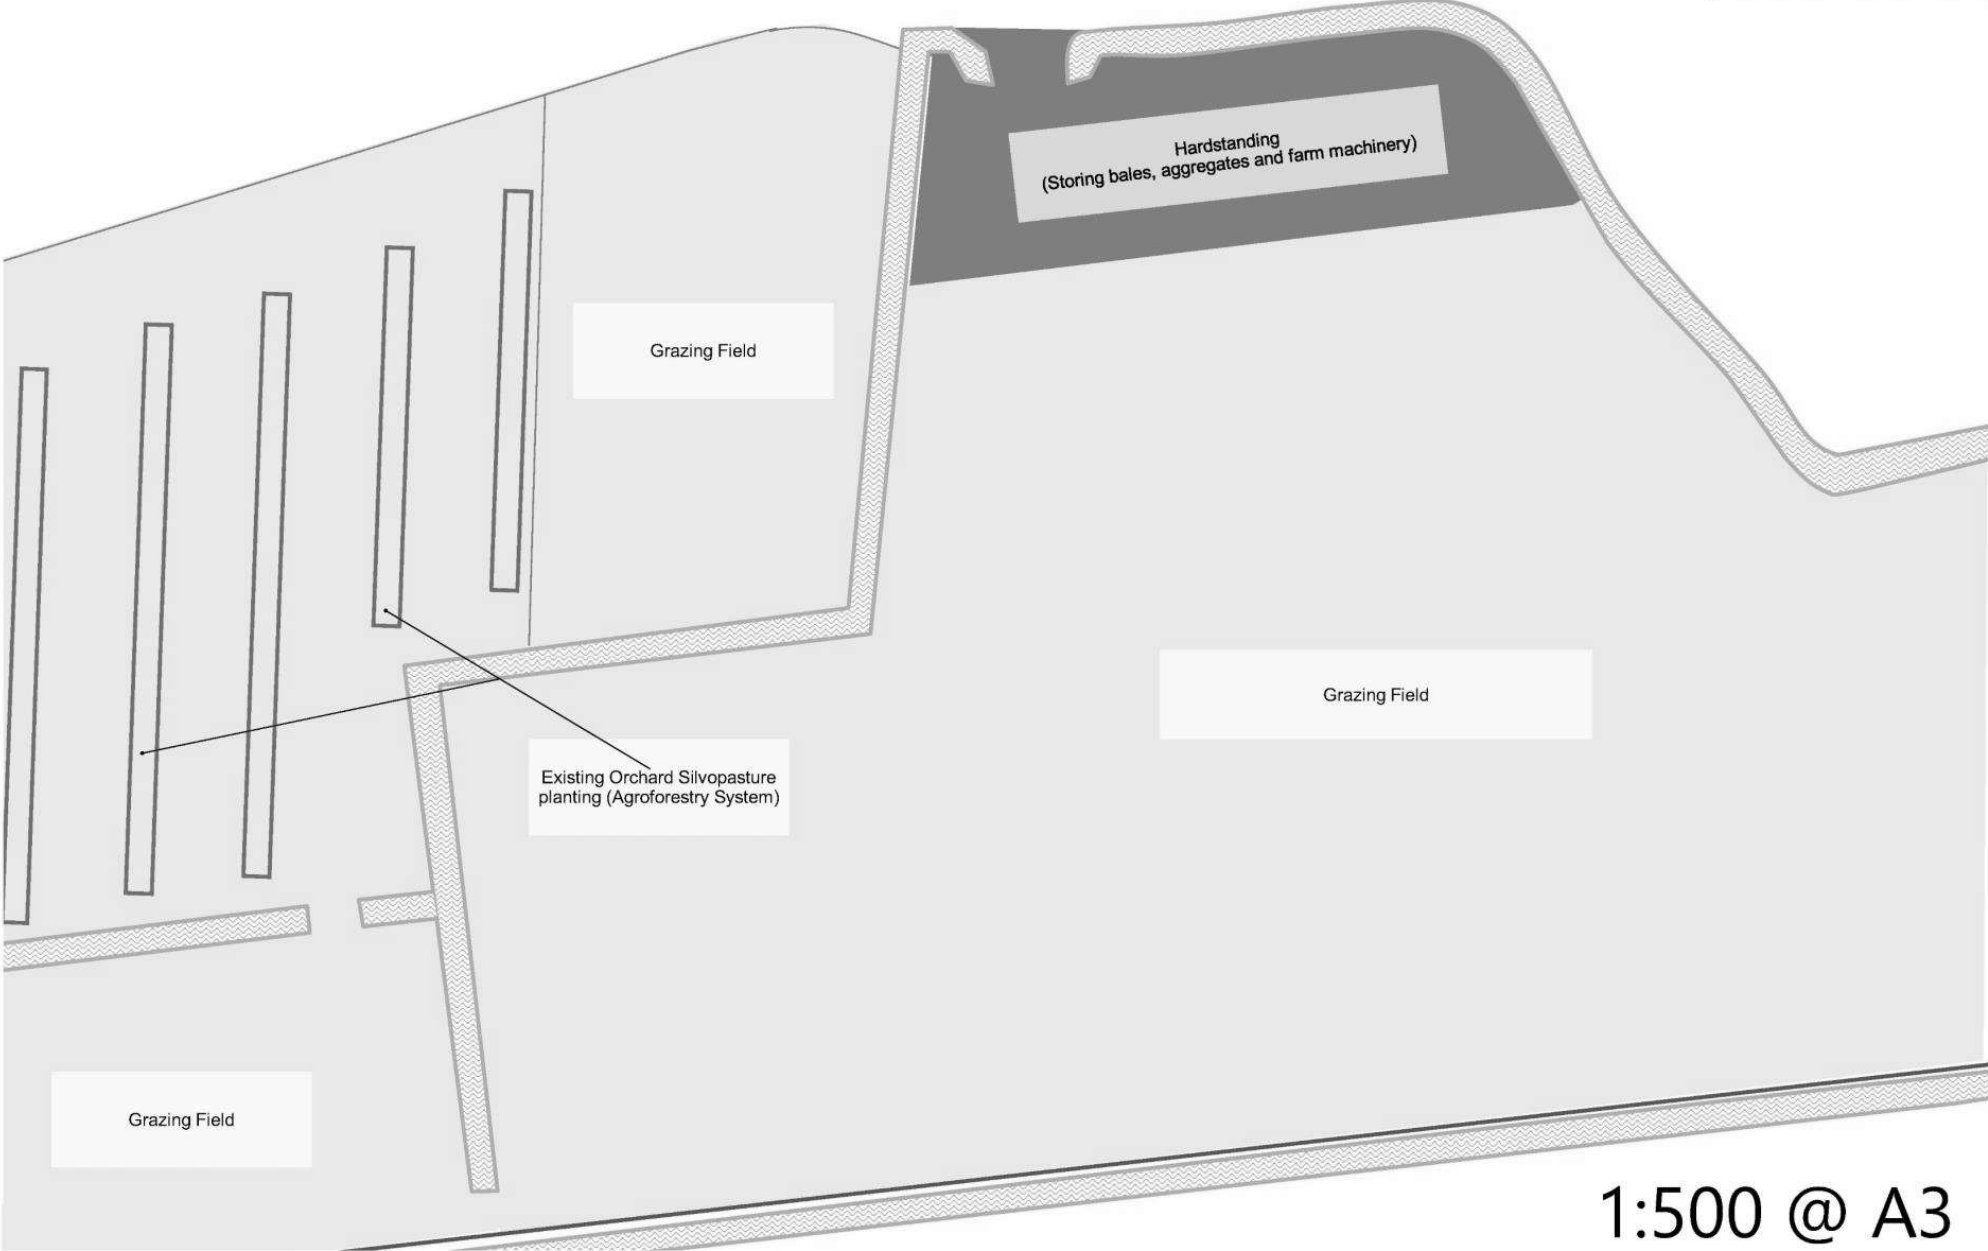 Hardstanding
(Storing bales, aggregates and farm machinery)
Grazing Field
Grazing Field
Existing Orchard Silvopasture
planting (Agroforestry System)
Grazing Field
1:500 @ A3